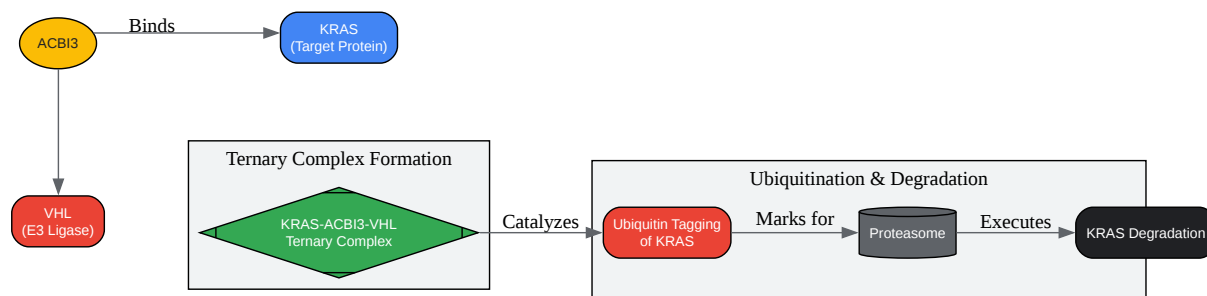 ACBI3
Binds
KRAS
(Target Protein)
VHL
(E3 Ligase)
Ternary Complex Formation
KRAS-ACBI3-VHL
Ternary Complex
Catalyzes
Ubiquitination & Degradation
Ubiquitin Tagging
of KRAS
Marks for
Proteasome
Executes
KRAS Degradation